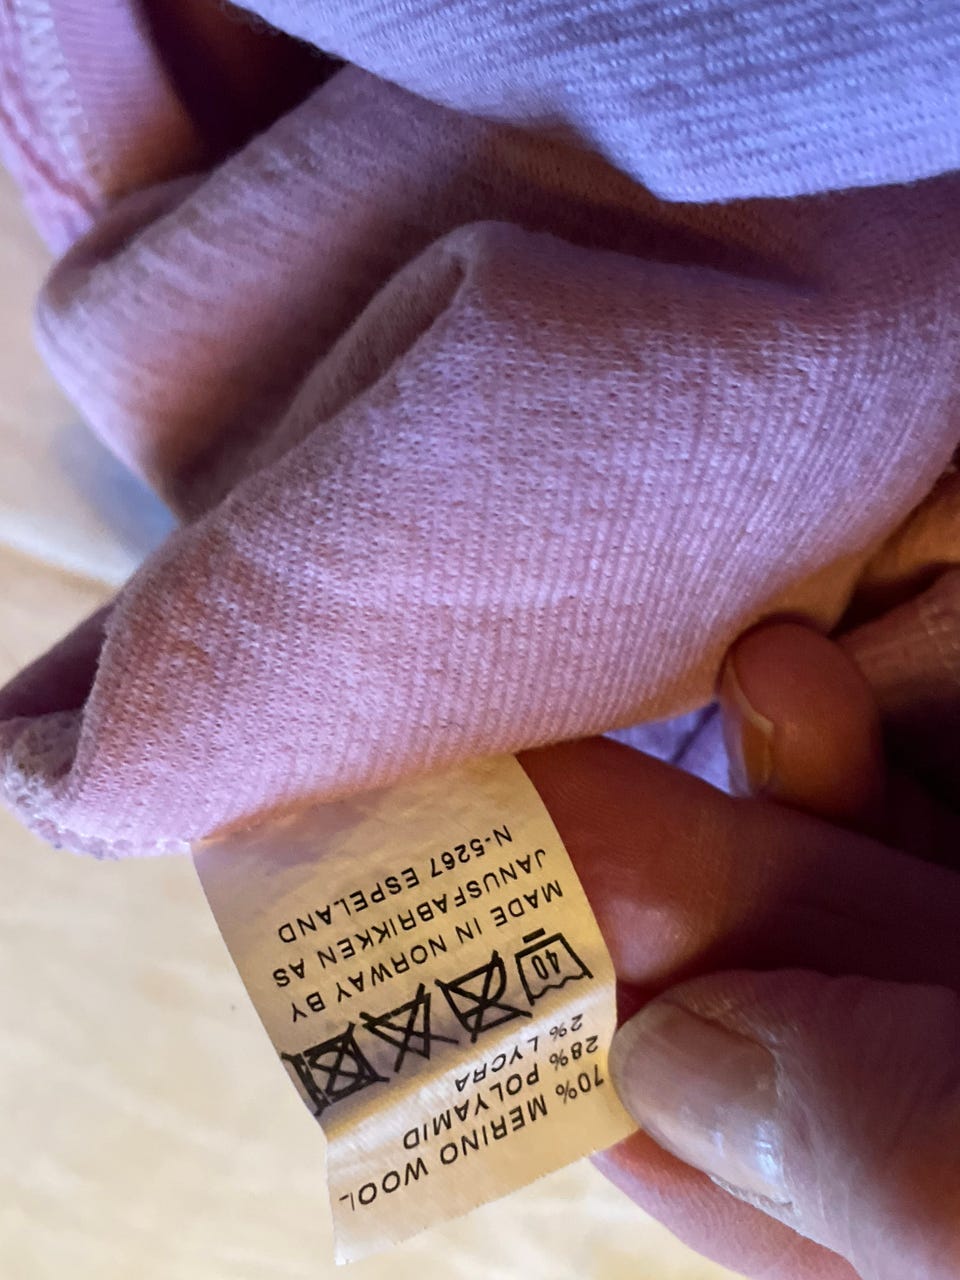 70% MERINO WOOL
28% POLYAMID
2% LYCRA
40
MADE IN NORWAY BY
JANUSFABRIKKEN AS
N-5267 ESPELAND